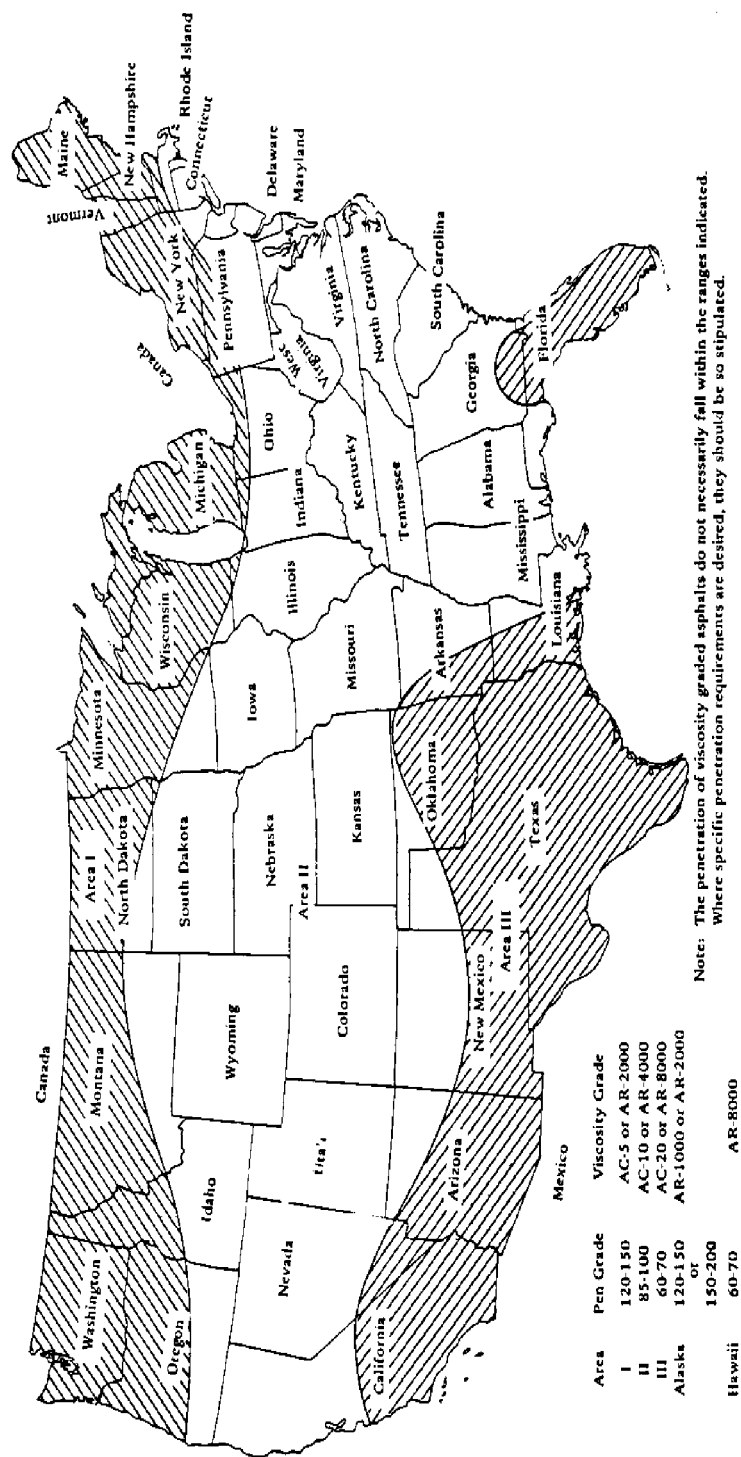 Canada
Washington
Montana
Area I
North Dakota
Minnesota
Wisconsin
Michigan
Canada
Vermont
Maine
New Hampshire
New York
Rhode Island
Connecticut
Oregon
Idaho
Wyoming
South Dakota
Iowa
Illinois
Indiana
Ohio
Pennsylvania
Delaware
Maryland
Nevada
Uta'i
Colorado
Nebraska
Area II
Kansas
Missouri
Kentucky
West
Virginia
Virginia
North Carolina
Tennessee
South Carolina
California
Arizona
New Mexico
Area III
Oklahoma
Texas
Arkansas
Louisiana
Mississippi
Alabama
Georgia
Florida
Mexico
Area Pen Grade Viscosity Grade
I 120-150 AC-5 or AR-2000
II 85-100 AC-10 or AR-4000
III 60-70 AC-20 or AR-8000
Alaska 120-150 AR-1000 or AR-2000
or
150-200
Hawaii 60-70 AR-8000
Note: The penetration of viscosity graded asphalts do not necessarily fall within the ranges indicated.
Where specific penetration requirements are desired, they should be so stipulated.